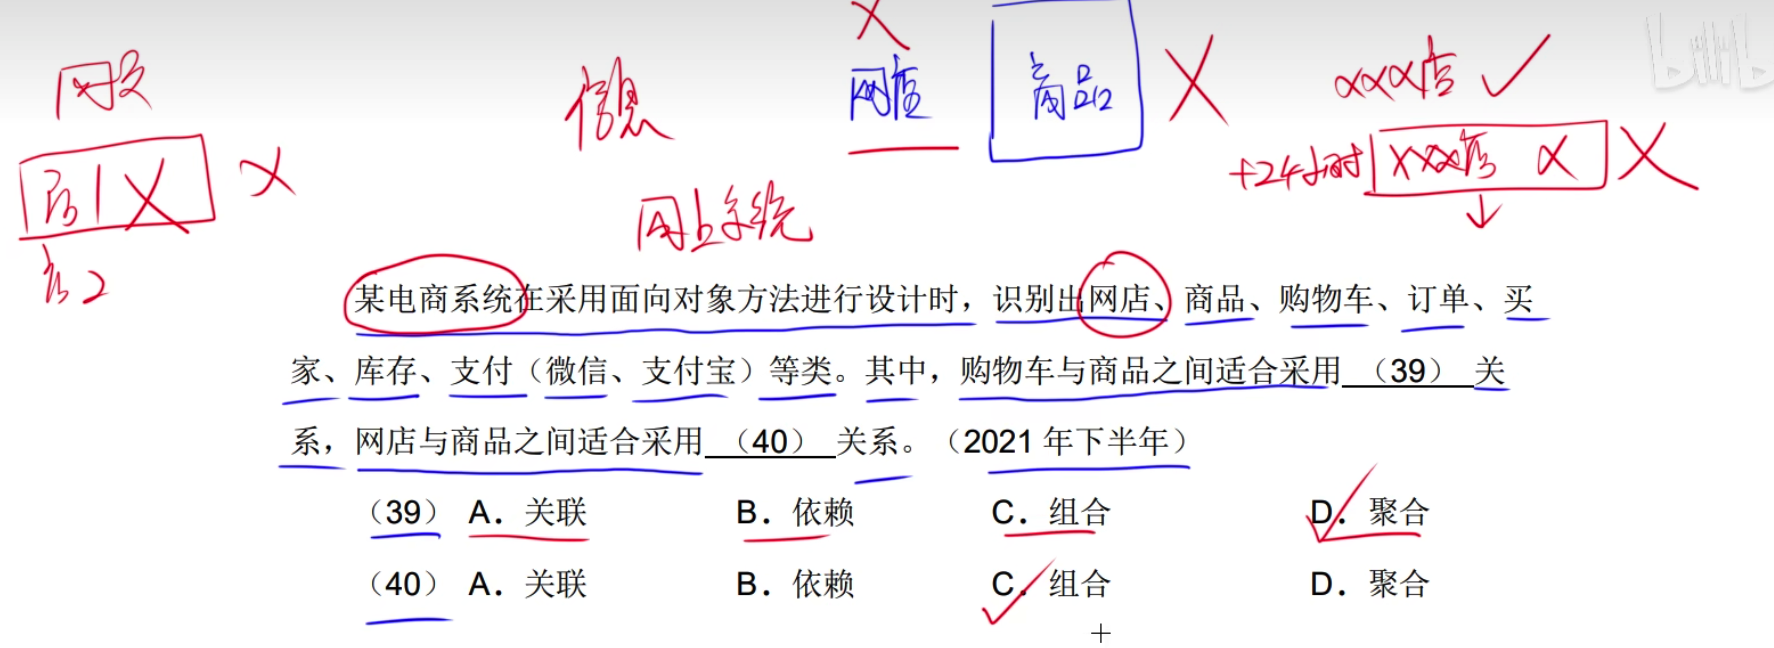 网店
店1
店2
信息
网上系统
网店
商品
xxx店
+24小时
xxx店
bilibili
某电商系统在采用面向对象方法进行设计时，识别出网店、商品、购物车、订单、买
家、库存、支付（微信、支付宝）等类。其中，购物车与商品之间适合采用（39）关
系，网店与商品之间适合采用（40）关系。（2021 年下半年）
（39） A．关联 B．依赖 C．组合 D．聚合
（40） A．关联 B．依赖 C．组合 D．聚合